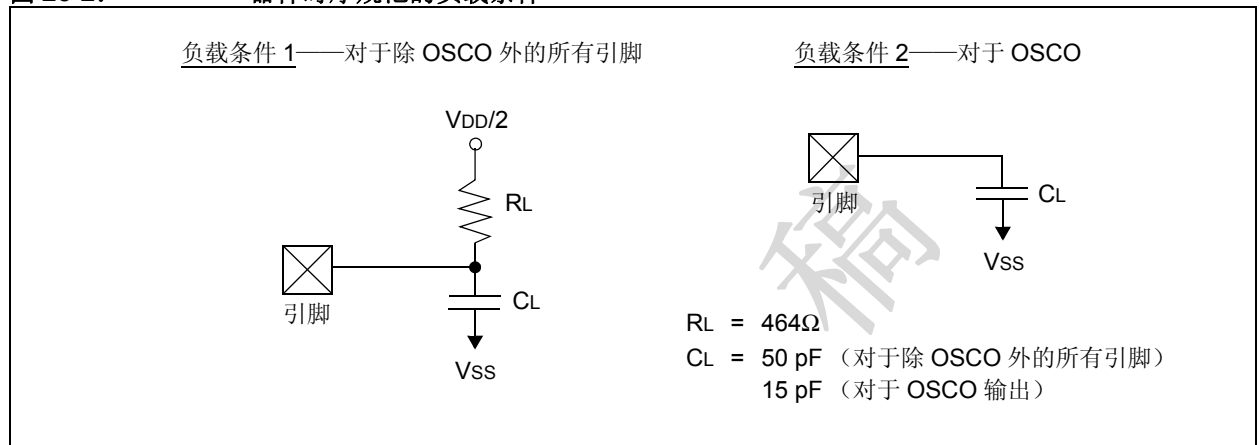 负载条件 1——对于除 OSCO 外的所有引脚
负载条件 2——对于 OSCO
VDD/2
RL
引脚
CL
VSS
引脚
CL
VSS
稿
RL = 464Ω
CL = 50 pF （对于除 OSCO 外的所有引脚）
15 pF （对于 OSCO 输出）